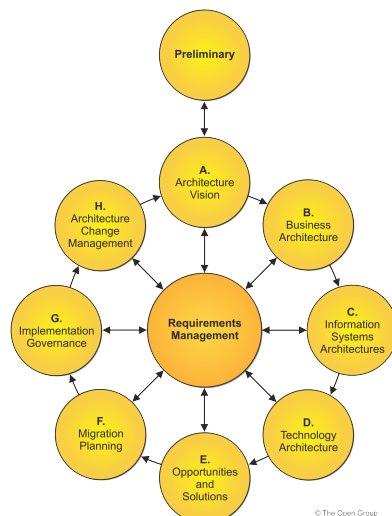 Preliminary
A.
Architecture
Vision
B.
Business
Architecture
C.
Information
Systems
Architectures
D.
Technology
Architecture
E.
Opportunities
and
Solutions
F.
Migration
Planning
G.
Implementation
Governance
H.
Architecture
Change
Management
Requirements
Management
© The Open Group